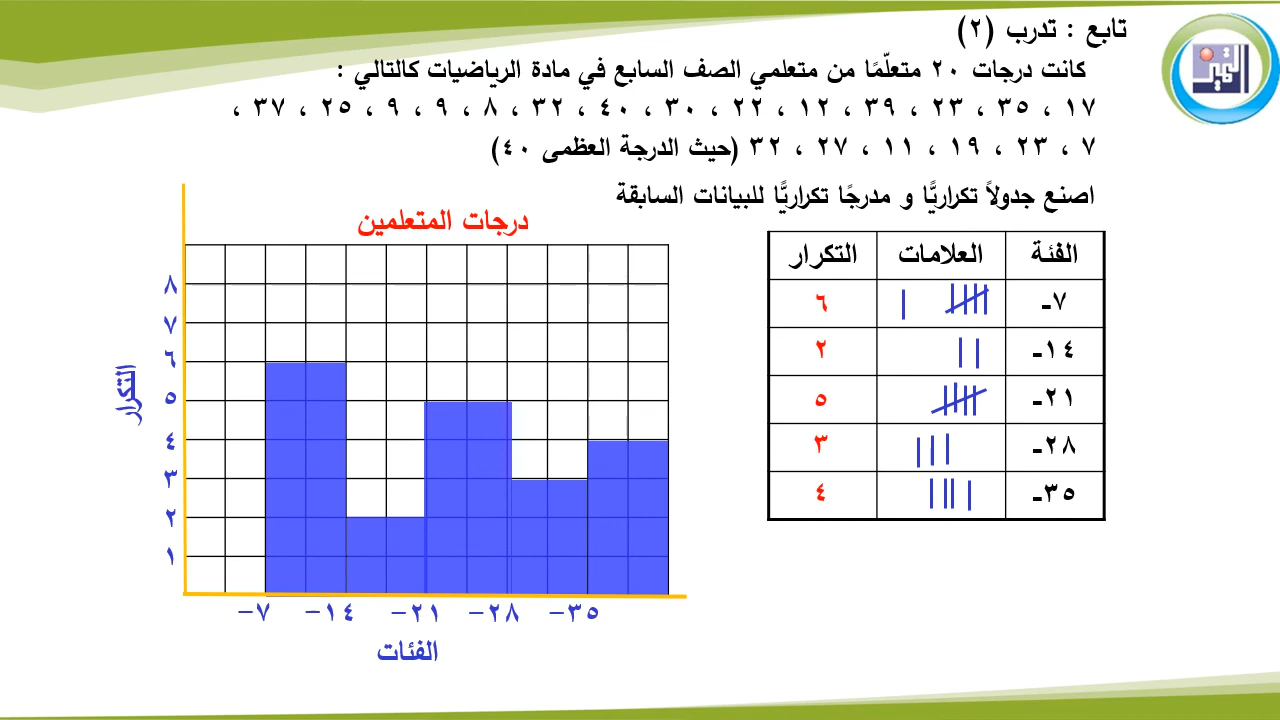 تابع : تدرب (٢)
كانت درجات ٢٠ متعلّمًا من متعلمي الصف السابع في مادة الرياضيات كالتالي :
١٧ ، ٣٥ ، ٢٣ ، ٣٩ ، ١٢ ، ٢٢ ، ٣٠ ، ٤٠ ، ٣٢ ، ٨ ، ٩ ، ٩ ، ٢٥ ، ٣٧ ،
٧ ، ٢٣ ، ١٩ ، ١١ ، ٢٧ ، ٣٢ (حيث الدرجة العظمى ٤٠)
اصنع جدولاً تكراريًّا و مدرجًا تكراريًّا للبيانات السابقة
الفئة العلامات التكرار
٧- ٦
١٤- ٢
٢١- ٥
٢٨- ٣
٣٥- ٤
درجات المتعلمين
٨
٧
٦
٥
٤
٣
٢
١
التكرار
٧- ١٤- ٢١- ٢٨- ٣٥-
الفئات
التميز